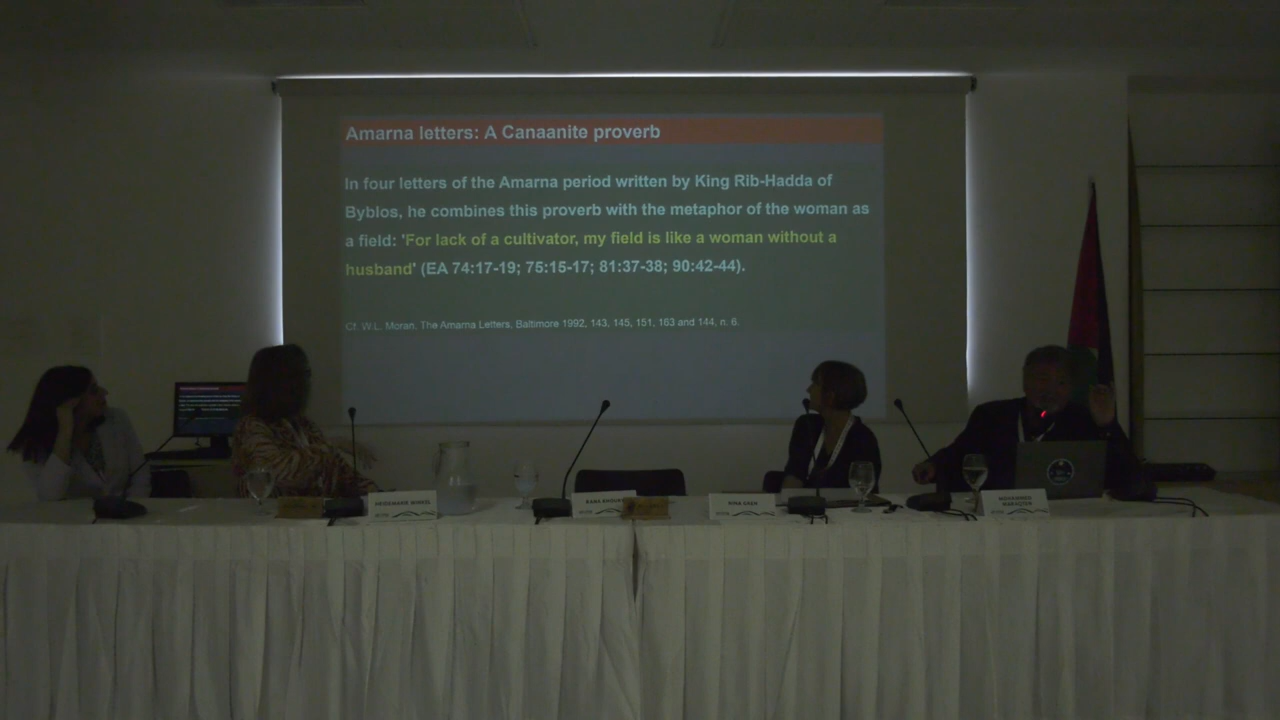 Amarna letters: A Canaanite proverb
In four letters of the Amarna period written by King Rib-Hadda of
Byblos, he combines this proverb with the metaphor of the woman as
a field: 'For lack of a cultivator, my field is like a woman without a
husband' (EA 74:17-19; 75:15-17; 81:37-38; 90:42-44).
Cf. W.L. Moran, The Amarna Letters, Baltimore 1992, 143, 145, 151, 163 and 144, n. 6.
NINA CHEN
MOHAMMED